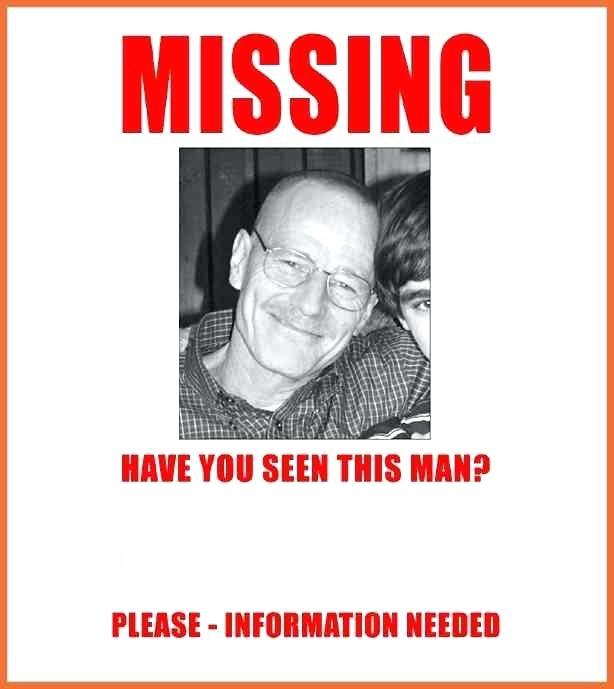 MISSING
HAVE YOU SEEN THIS MAN?
PLEASE - INFORMATION NEEDED